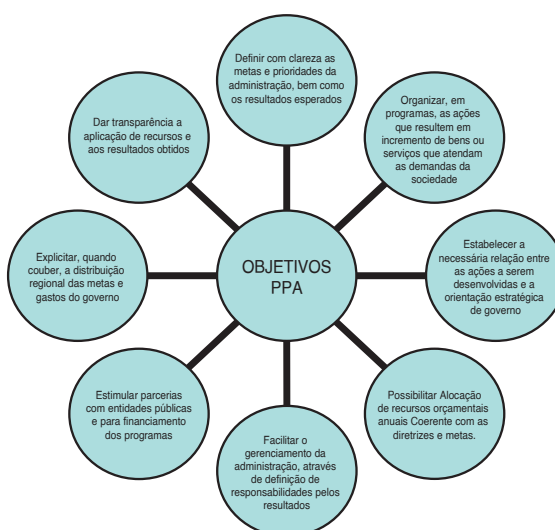 Definir com clareza as
metas e prioridades da
administração, bem como
os resultados esperados
Organizar, em
programas, as ações
que resultem em
incremento de bens ou
serviços que atendam
as demandas da
sociedade
Estabelecer a
necessária relação entre
as ações a serem
desenvolvidas e a
orientação estratégica
de governo
Possibilitar Alocação
de recursos orçamentais
anuais Coerente com as
diretrizes e metas.
Facilitar o
gerenciamento da
administração, através
de definição de
responsabilidades pelos
resultados
Estimular parcerias
com entidades públicas
e para financiamento
dos programas
Explicitar, quando
couber, a distribuição
regional das metas e
gastos do governo
Dar transparência a
aplicação de recursos e
aos resultados obtidos
OBJETIVOS
PPA